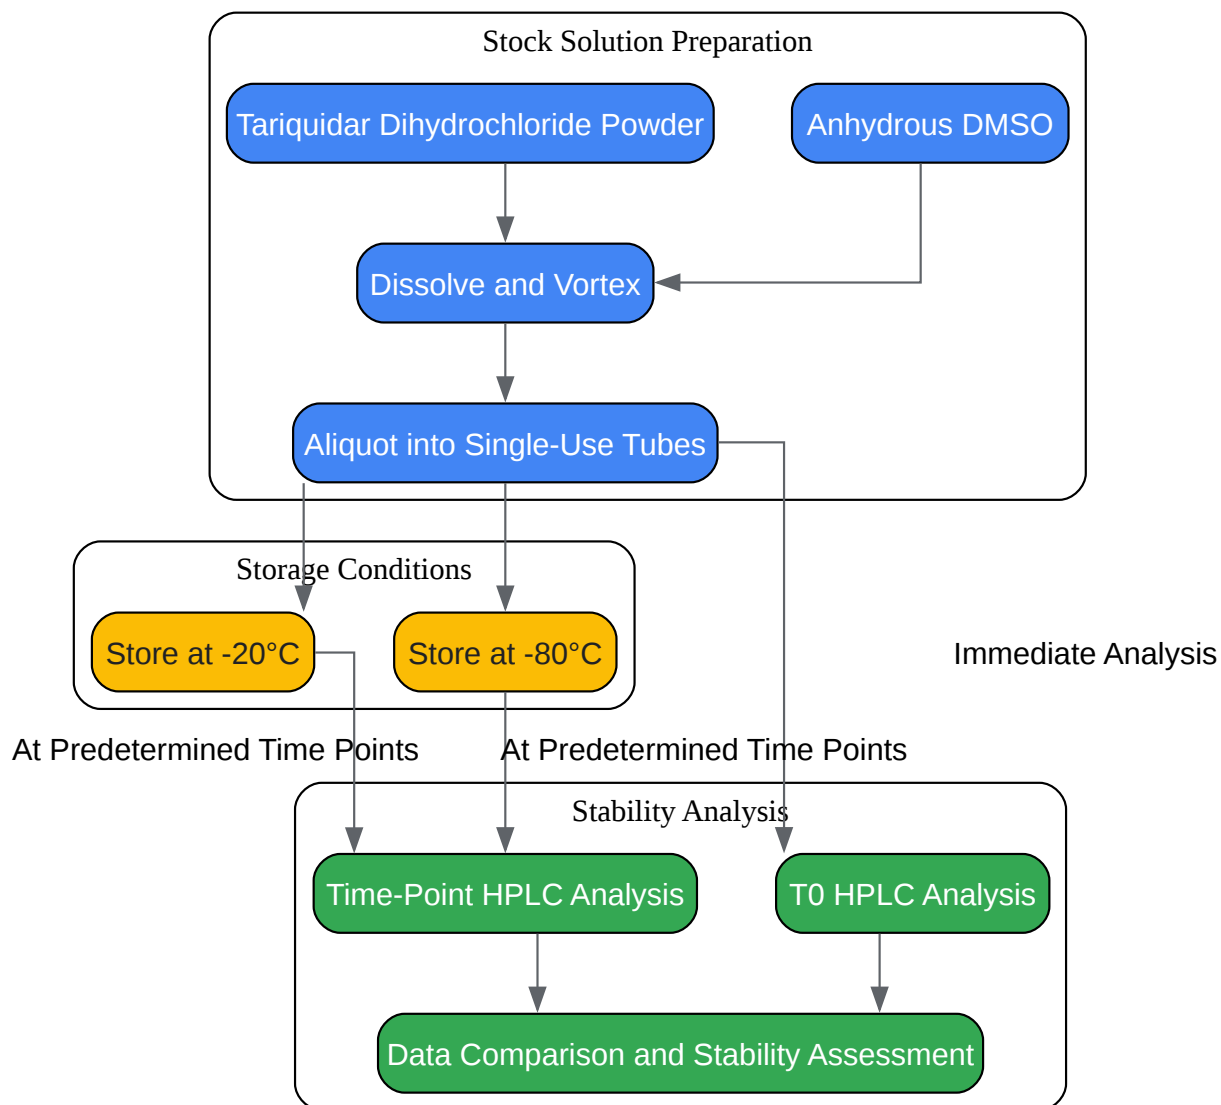 Stock Solution Preparation
Tariquidar Dihydrochloride Powder
Anhydrous DMSO
Dissolve and Vortex
Aliquot into Single-Use Tubes
Storage Conditions
Store at -20°C
Store at -80°C
Immediate Analysis
At Predetermined Time Points
At Predetermined Time Points
Stability Analysis
Time-Point HPLC Analysis
T0 HPLC Analysis
Data Comparison and Stability Assessment